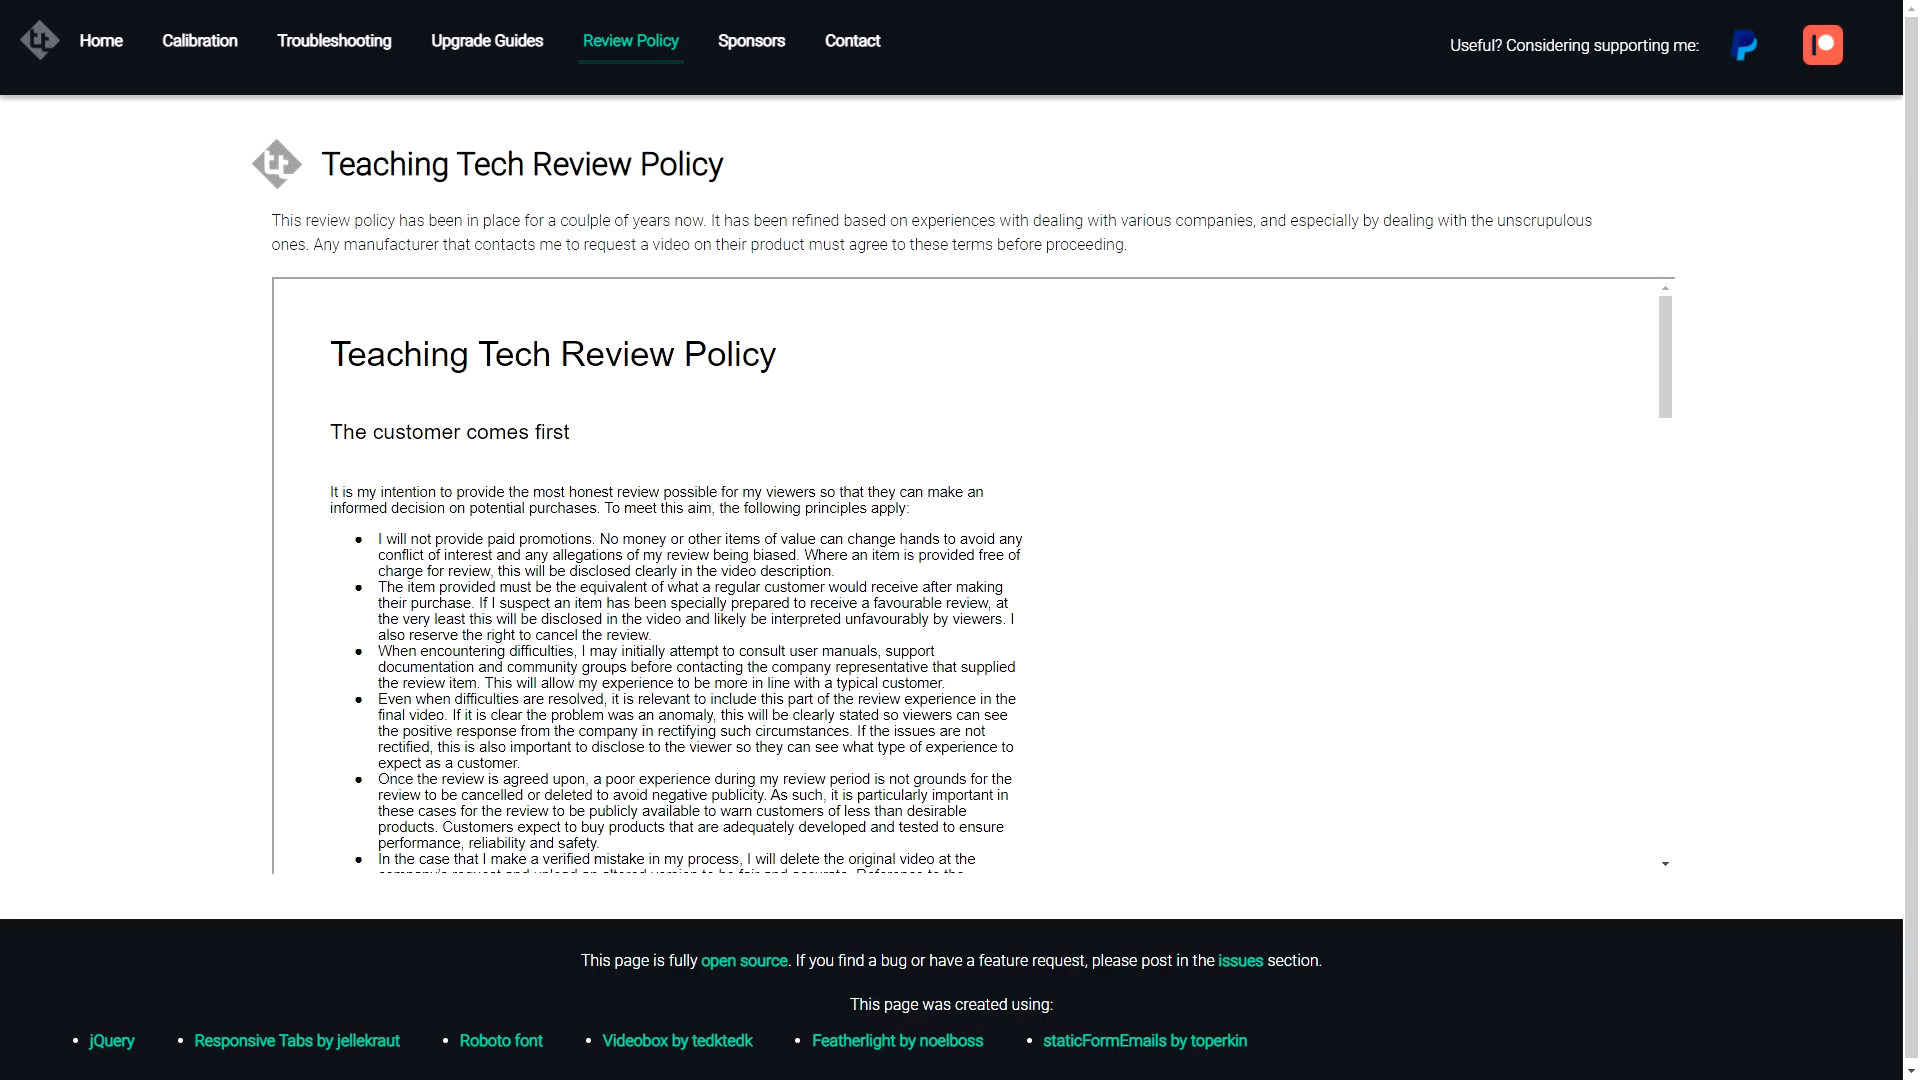 Home Calibration Troubleshooting Upgrade Guides Review Policy Sponsors Contact Useful? Considering supporting me:
Teaching Tech Review Policy
This review policy has been in place for a coulple of years now. It has been refined based on experiences with dealing with various companies, and especially by dealing with the unscrupulous
ones. Any manufacturer that contacts me to request a video on their product must agree to these terms before proceeding.
Teaching Tech Review Policy
The customer comes first
It is my intention to provide the most honest review possible for my viewers so that they can make an
informed decision on potential purchases. To meet this aim, the following principles apply:
● I will not provide paid promotions. No money or other items of value can change hands to avoid any
conflict of interest and any allegations of my review being biased. Where an item is provided free of
charge for review, this will be disclosed clearly in the video description.
● The item provided must be the equivalent of what a regular customer would receive after making
their purchase. If I suspect an item has been specially prepared to receive a favourable review, at
the very least this will be disclosed in the video and likely be interpreted unfavourably by viewers. I
also reserve the right to cancel the review.
● When encountering difficulties, I may initially attempt to consult user manuals, support
documentation and community groups before contacting the company representative that supplied
the review item. This will allow my experience to be more in line with a typical customer.
● Even when difficulties are resolved, it is relevant to include this part of the review experience in the
final video. If it is clear the problem was an anomaly, this will be clearly stated so viewers can see
the positive response from the company in rectifying such circumstances. If the issues are not
rectified, this is also important to disclose to the viewer so they can see what type of experience to
expect as a customer.
● Once the review is agreed upon, a poor experience during my review period is not grounds for the
review to be cancelled or deleted to avoid negative publicity. As such, it is particularly important in
these cases for the review to be publicly available to warn customers of less than desirable
products. Customers expect to buy products that are adequately developed and tested to ensure
performance, reliability and safety.
● In the case that I make a verified mistake in my process, I will delete the original video at the
This page is fully open source. If you find a bug or have a feature request, please post in the issues section.
This page was created using:
• jQuery • Responsive Tabs by jellekraut • Roboto font • Videobox by tedktedk • Featherlight by noelboss • staticFormEmails by toperkin